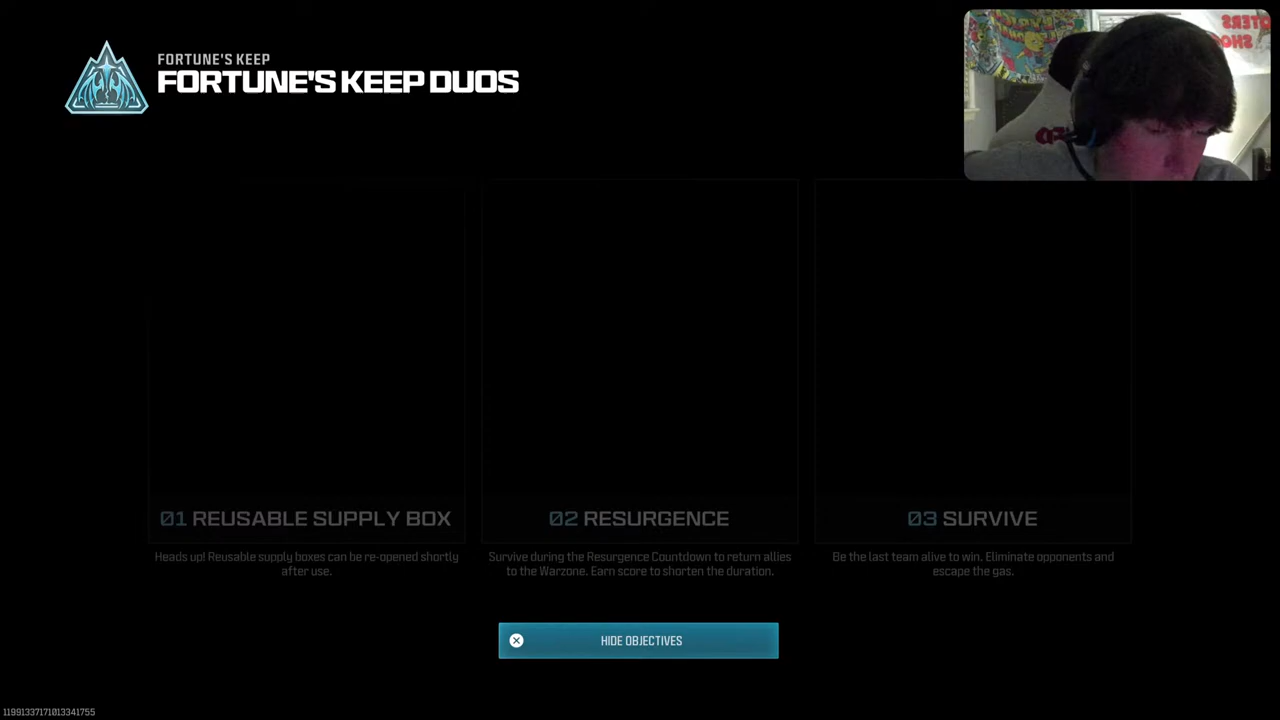 FORTUNE'S KEEP
FORTUNE'S KEEP DUOS
01 REUSABLE SUPPLY BOX
Heads up! Reusable supply boxes can be re-opened shortly
after use.
02 RESURGENCE
Survive during the Resurgence Countdown to return allies
to the Warzone. Earn score to shorten the duration.
03 SURVIVE
Be the last team alive to win. Eliminate opponents and
escape the gas.
HIDE OBJECTIVES
11991337171013341755